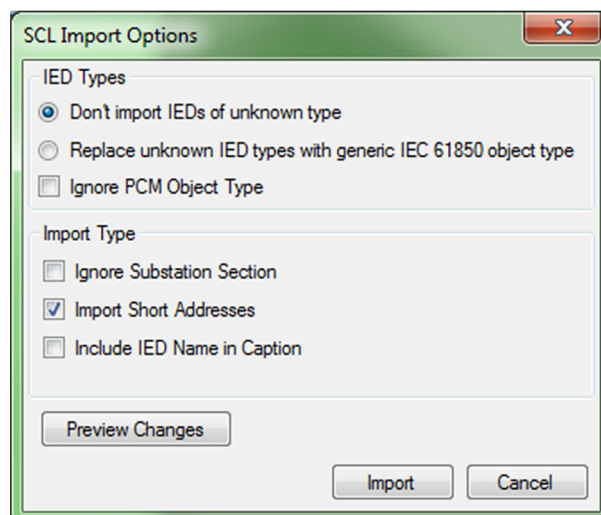 SCL Import Options
IED Types
Don't import IEDs of unknown type
Replace unknown IED types with generic IEC 61850 object type
Ignore PCM Object Type
Import Type
Ignore Substation Section
Import Short Addresses
Include IED Name in Caption
Preview Changes
Import Cancel